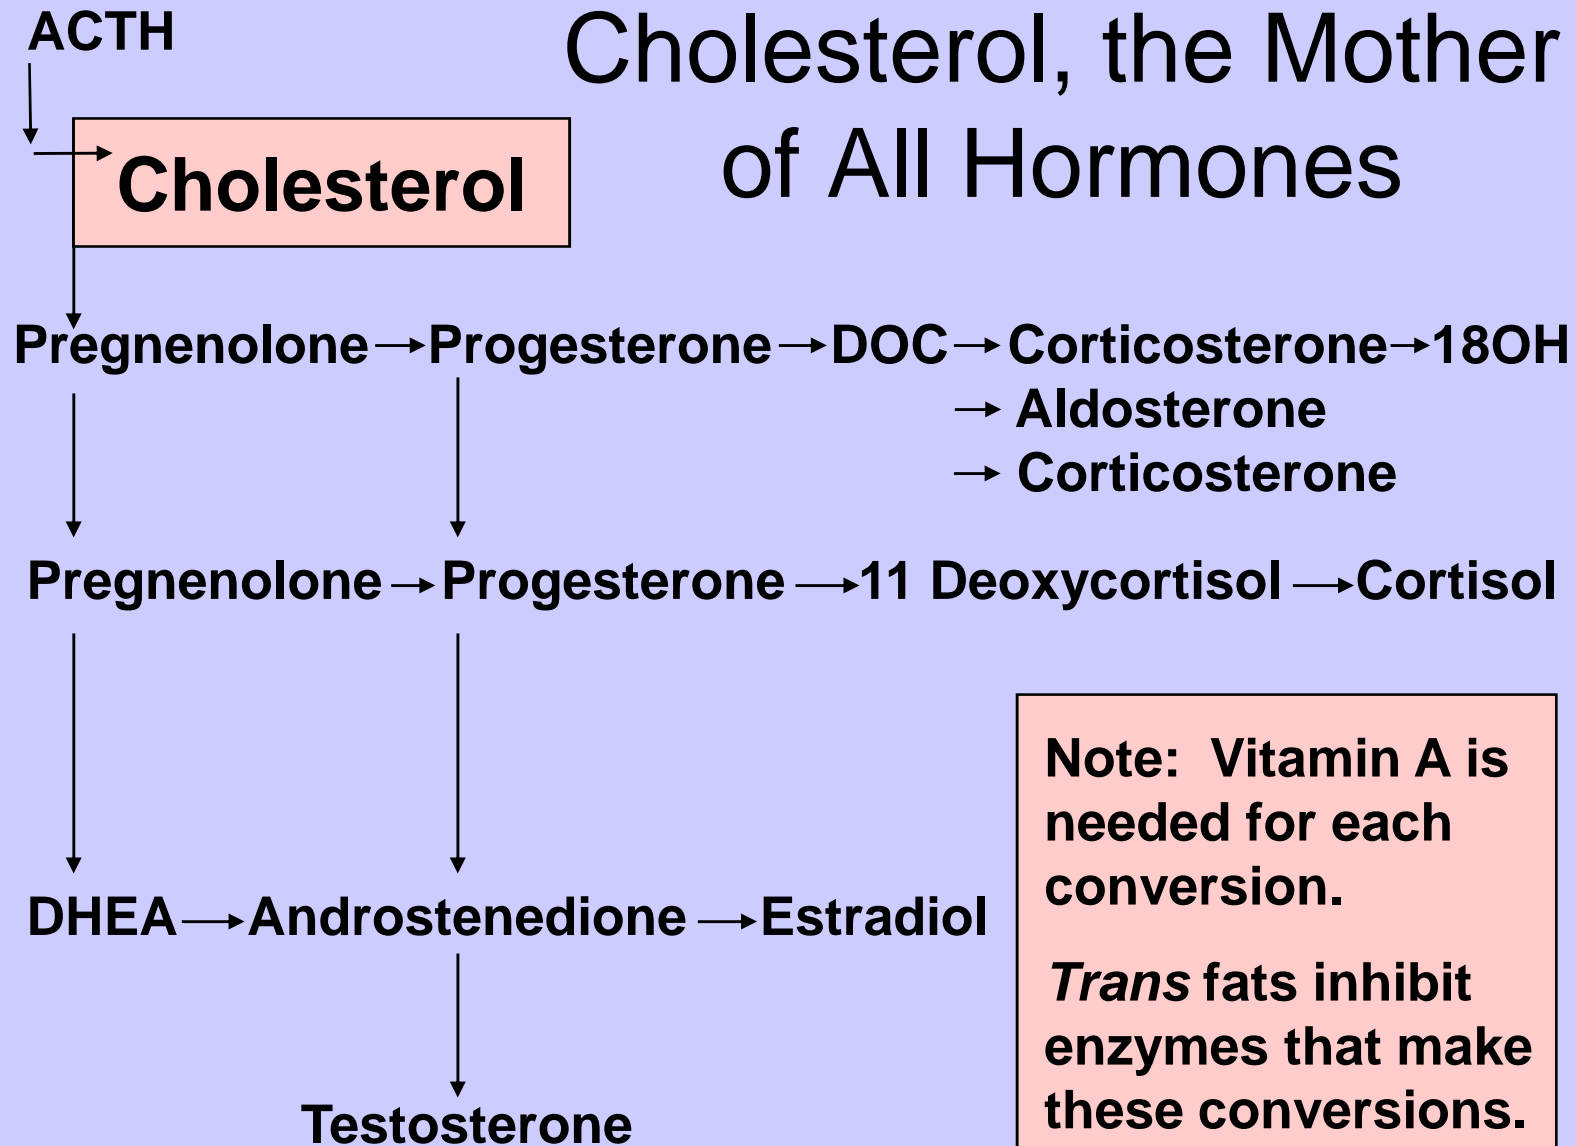 ACTH
Cholesterol, the Mother
of All Hormones
Cholesterol
Pregnenolone Progesterone DOC Corticosterone 18OH
Aldosterone
Corticosterone
Pregnenolone Progesterone 11 Deoxycortisol Cortisol
Note: Vitamin A is
needed for each
conversion.
Trans fats inhibit
enzymes that make
these conversions.
DHEA Androstenedione Estradiol
Testosterone